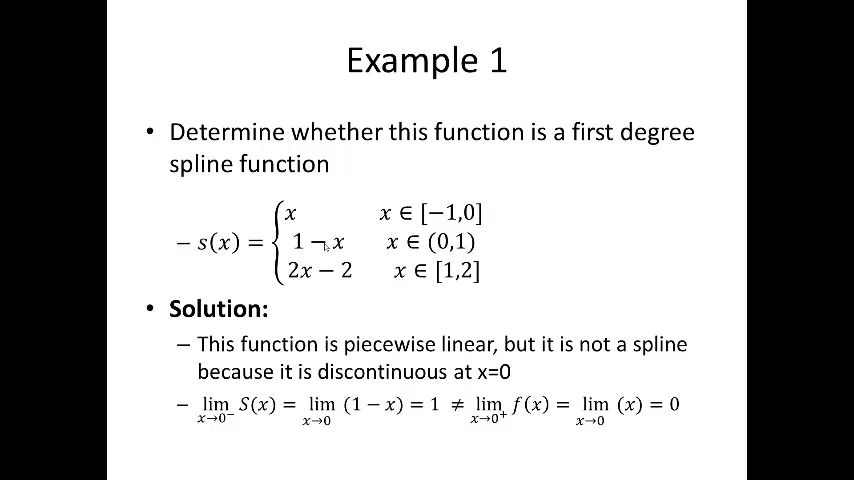 Example 1
• Determine whether this function is a first degree
spline function
– s(x) = { x x ∈ [−1,0]
1 − x x ∈ (0,1)
2x − 2 x ∈ [1,2]
• Solution:
– This function is piecewise linear, but it is not a spline
because it is discontinuous at x=0
– lim x→0⁻ S(x) = lim x→0 (1 − x) = 1 ≠ lim x→0⁺ f(x) = lim x→0 (x) = 0